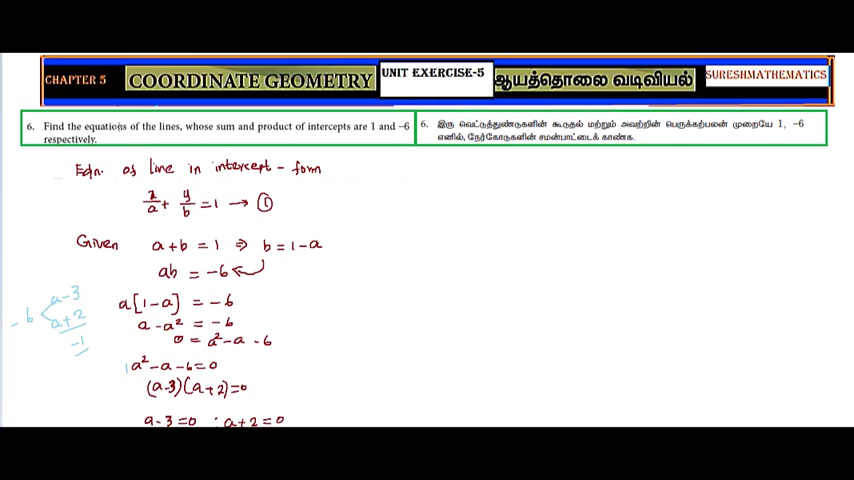 CHAPTER 5 COORDINATE GEOMETRY UNIT EXERCISE-5 ஆயத்தொலை வடிவியல் SURESHMATHEMATICS
6. Find the equations of the lines, whose sum and product of intercepts are 1 and –6
respectively.
6. இரு வெட்டுத்துண்டுகளின் கூடுதல் மற்றும் அவற்றின் பெருக்கற்பலன் முறையே 1, –6
எனில், நேர்கோடுகளின் சமன்பாட்டைக் காண்க.
Eqn. of line in intercept - form
x/a + y/b = 1 → ①
Given a+b = 1 ⇒ b = 1-a
ab = -6
a[1-a] = -6
a - a² = -6
0 = a² - a - 6
a² - a - 6 = 0
(a-3)(a+2)=0
a-3=0 ; a+2=0
-6
a-3
a+2
-1